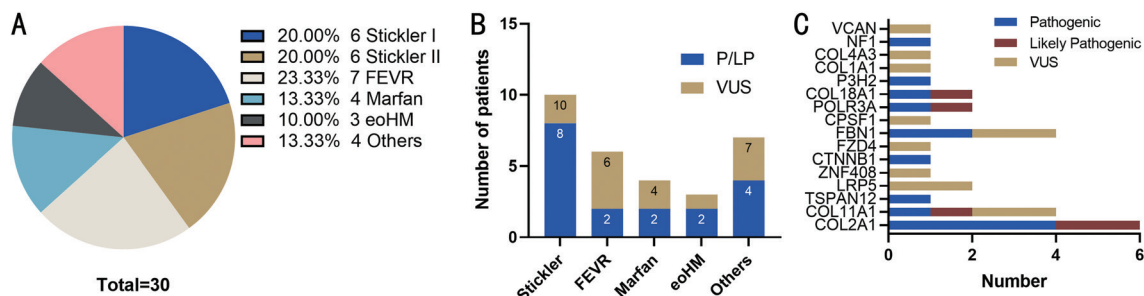 A
20.00% 6 Stickler I
20.00% 6 Stickler II
23.33% 7 FEVR
13.33% 4 Marfan
10.00% 3 eoHM
13.33% 4 Others
Total=30
B
Number of patients
15
10
5
0
P/LP
VUS
10
8
6
2
4
2
2
7
4
Stickler
FEVR
Marfan
eoHM
Others
C
Pathogenic
Likely Pathogenic
VUS
VCAN
NF1
COL4A3
COL1A1
P3H2
COL18A1
POLR3A
CPSF1
FBN1
FZD4
CTNNB1
ZNF408
LRP5
TSPAN12
COL11A1
COL2A1
0 2 4 6
Number